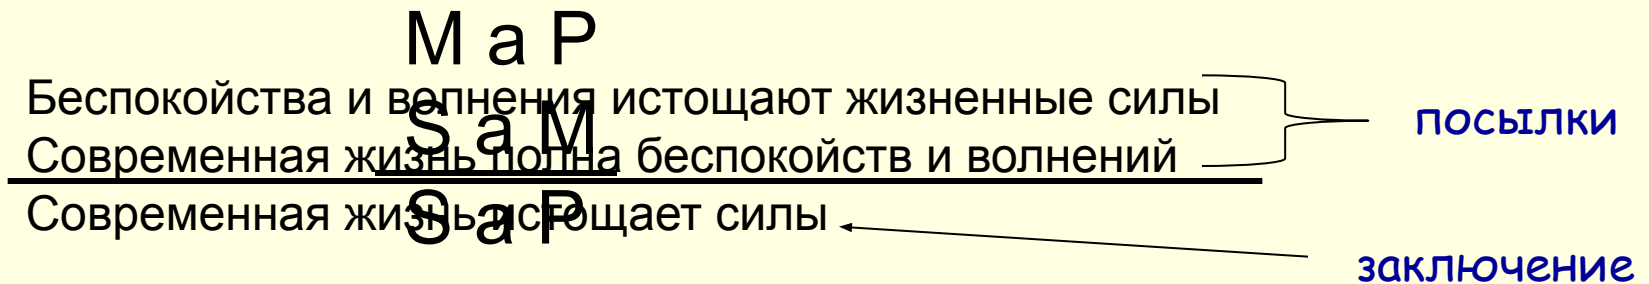 M a P
Беспокойства и волнения истощают жизненные силы
S a M
посылки
Современная жизнь полна беспокойств и волнений
Современная жизнь истощает силы
S a P
заключение